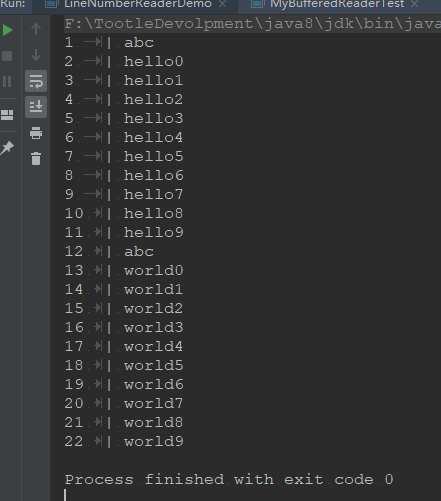 Run: LineNumberReaderDemo × MyBufferedReaderTest ×
F:\TootleDevolpment\java8\jdk\bin\java
1 | abc
2 | hello0
3 | hello1
4 | hello2
5 | hello3
6 | hello4
7 | hello5
8 | hello6
9 | hello7
10 | hello8
11 | hello9
12 | abc
13 | world0
14 | world1
15 | world2
16 | world3
17 | world4
18 | world5
19 | world6
20 | world7
21 | world8
22 | world9
Process finished with exit code 0